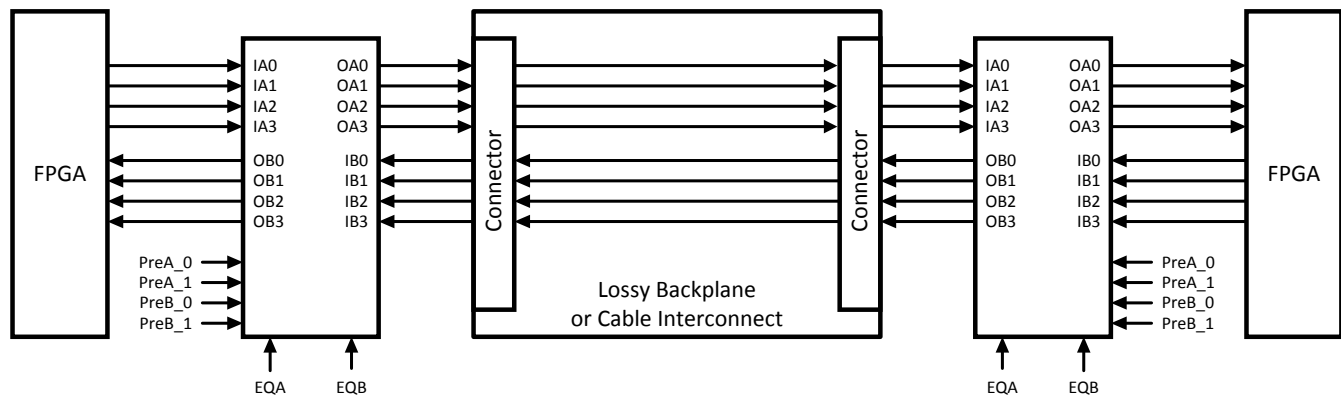 FPGA
IA0
IA1
IA2
IA3
OB0
OB1
OB2
OB3
OA0
OA1
OA2
OA3
IB0
IB1
IB2
IB3
PreA_0
PreA_1
PreB_0
PreB_1
EQA
EQB
Connector
Lossy Backplane
or Cable Interconnect
Connector
IA0
IA1
IA2
IA3
OB0
OB1
OB2
OB3
OA0
OA1
OA2
OA3
IB0
IB1
IB2
IB3
PreA_0
PreA_1
PreB_0
PreB_1
EQA
EQB
FPGA